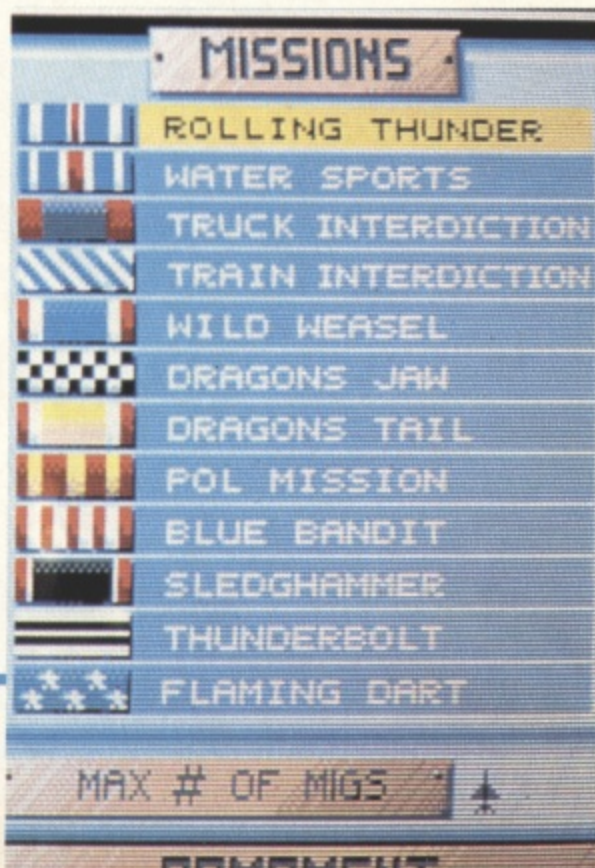 MISSIONS
ROLLING THUNDER
WATER SPORTS
TRUCK INTERDICTION
TRAIN INTERDICTION
WILD WEASEL
DRAGONS JAW
DRAGONS TAIL
POL MISSION
BLUE BANDIT
SLEDGHAMMER
THUNDERBOLT
FLAMING DART
MAX # OF MIGS